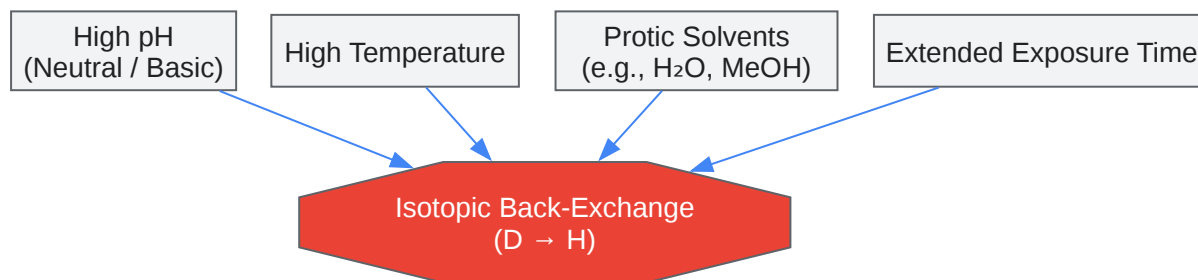 High pH
(Neutral / Basic)
High Temperature
Protic Solvents
(e.g., H₂O, MeOH)
Extended Exposure Time
Isotopic Back-Exchange
(D → H)